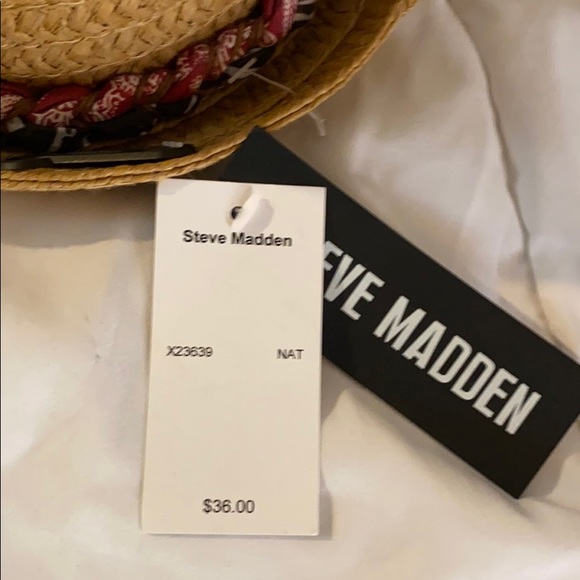 Steve Madden
X23639 NAT
$36.00
EVE MADDEN